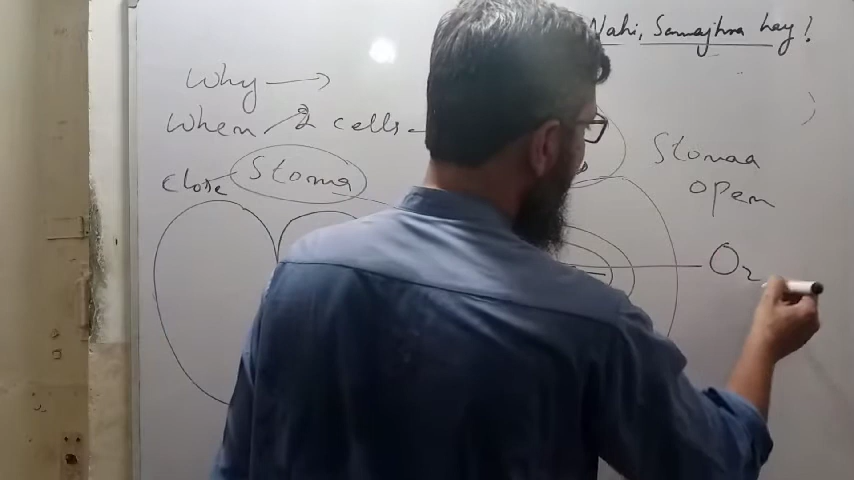 Nahi, Samajhna hay!
Why →
When / 2 cells
Close
Stoma
Stomaa
open
O2